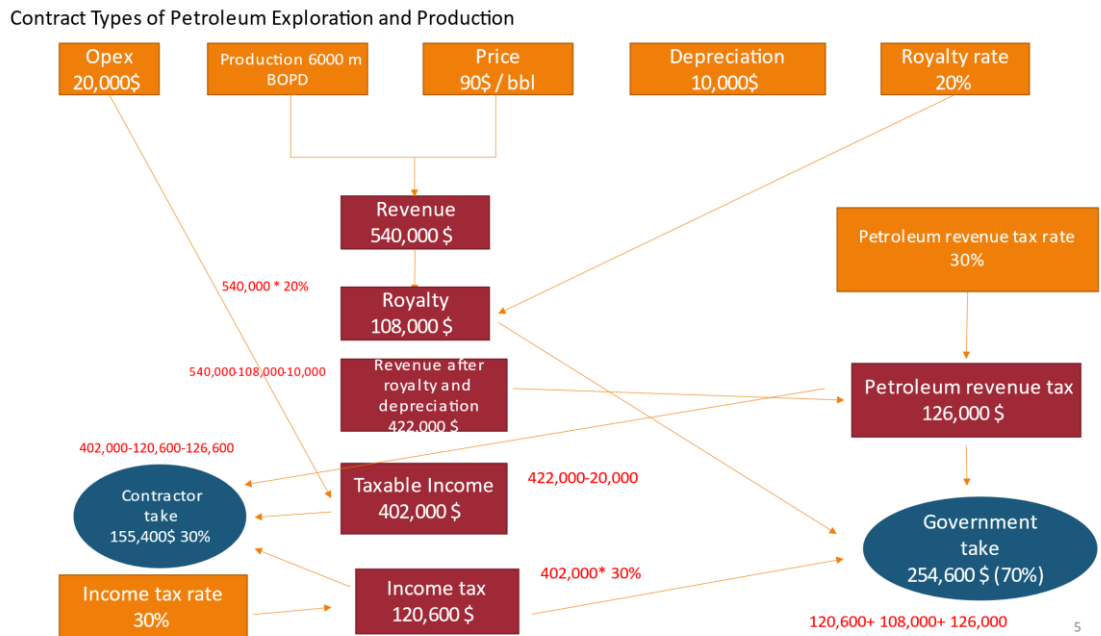 Contract Types of Petroleum Exploration and Production
Opex
20,000$
Production 6000 m
BOPD
Price
90$ / bbl
Depreciation
10,000$
Royalty rate
20%
Revenue
540,000 $
Petroleum revenue tax rate
30%
540,000 * 20%
Royalty
108,000 $
540,000-108,000-10,000
Revenue after
royalty and
depreciation
422,000 $
Petroleum revenue tax
126,000 $
402,000-120,600-126,600
Contractor
take
155,400$ 30%
Taxable Income
402,000 $
422,000-20,000
Government
take
254,600 $ (70%)
Income tax rate
30%
Income tax
120,600 $
402,000* 30%
120,600+ 108,000+ 126,000
5